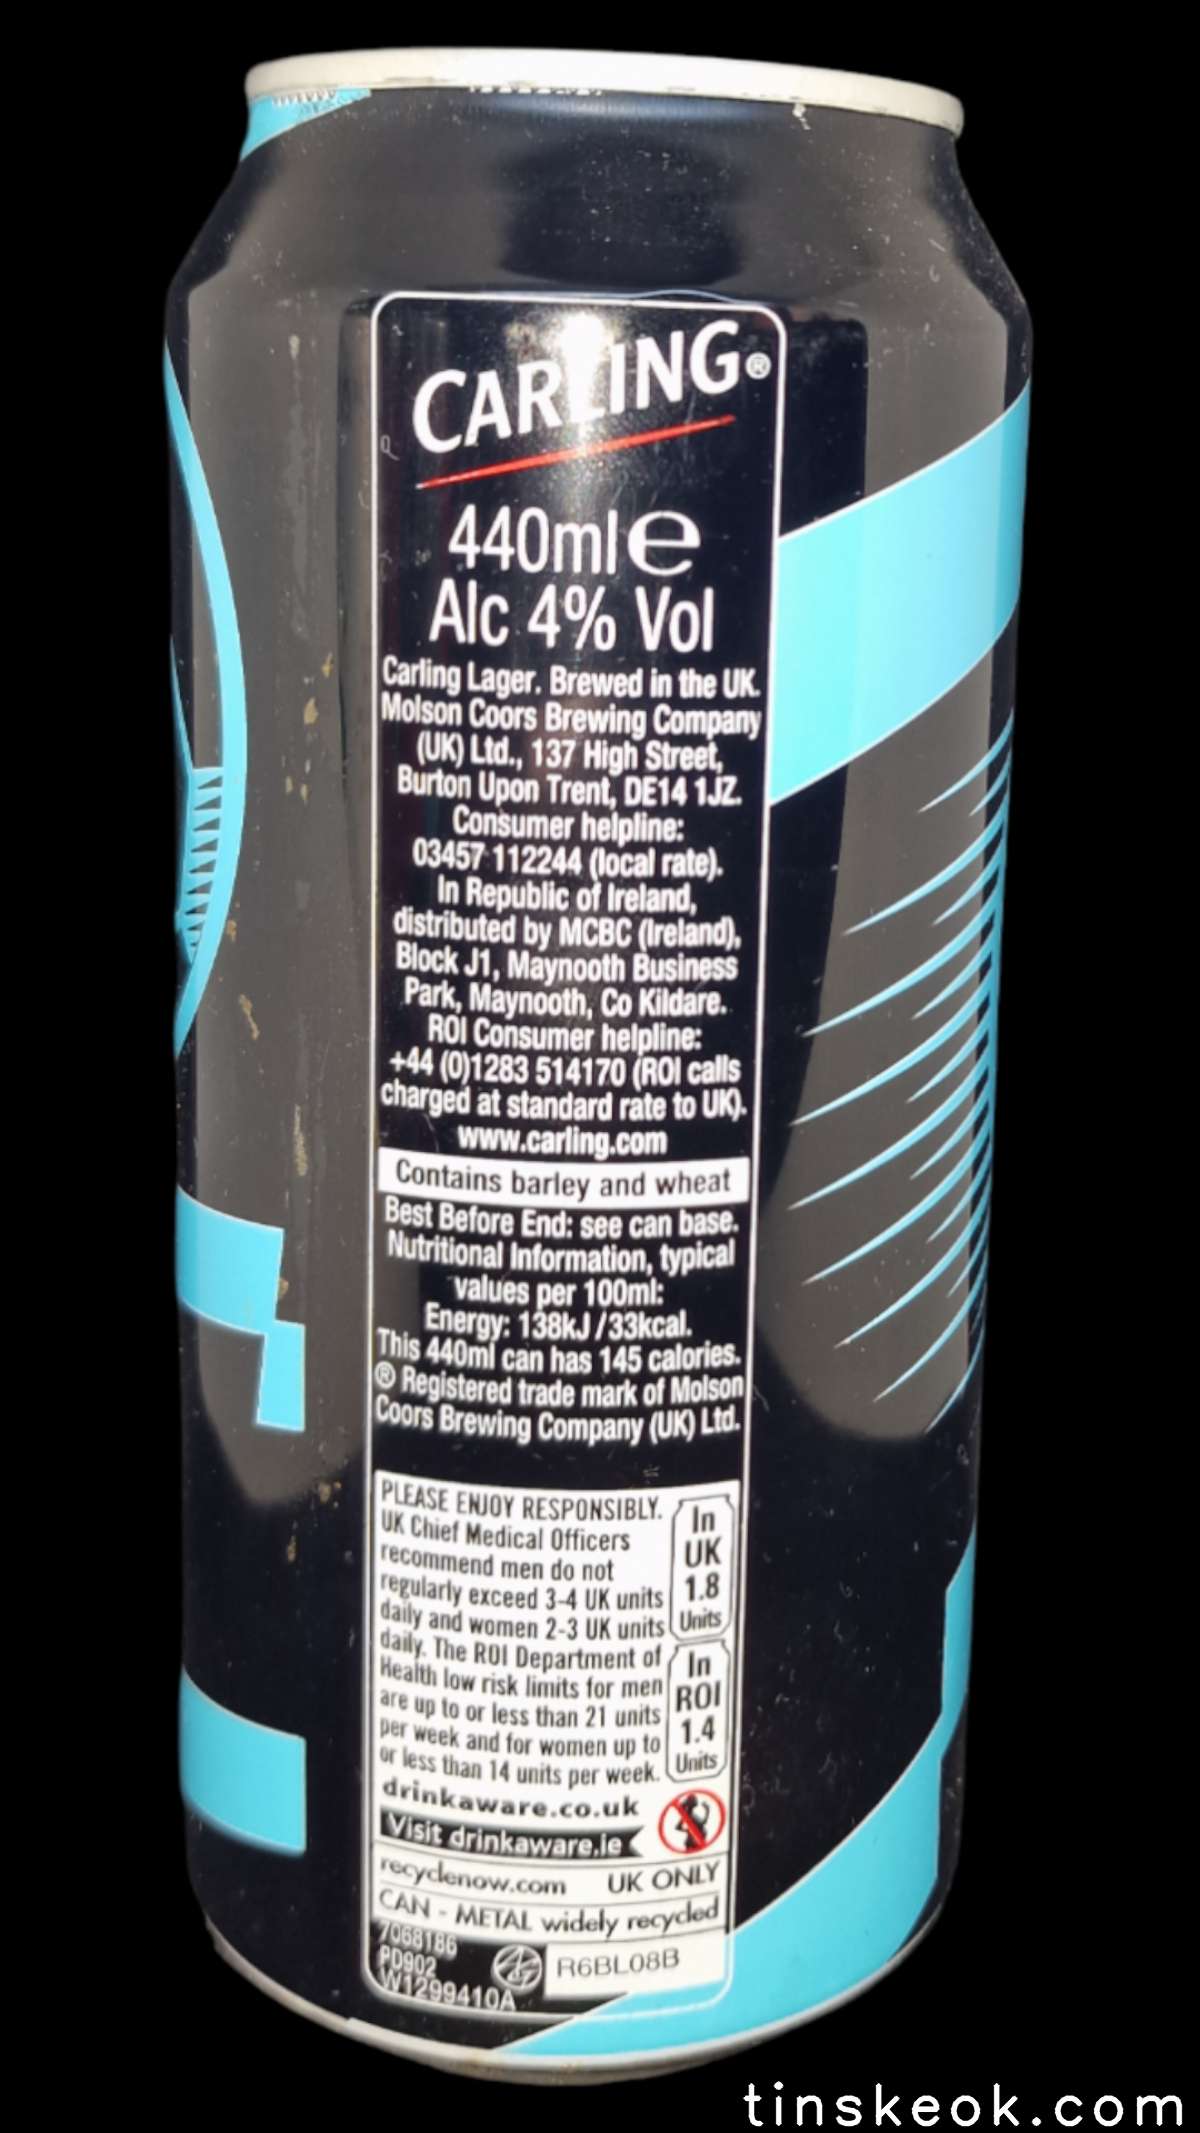 CARLING®
440ml e
Alc 4% Vol
Carling Lager. Brewed in the UK.
Molson Coors Brewing Company
(UK) Ltd., 137 High Street,
Burton Upon Trent, DE14 1JZ.
Consumer helpline:
03457 112244 (local rate).
In Republic of Ireland,
distributed by MCBC (Ireland),
Block J1, Maynooth Business
Park, Maynooth, Co Kildare.
ROI Consumer helpline:
+44 (0)1283 514170 (ROI calls
charged at standard rate to UK).
www.carling.com
Contains barley and wheat
Best Before End: see can base.
Nutritional Information, typical
values per 100ml:
Energy: 138kJ/33kcal.
This 440ml can has 145 calories.
® Registered trade mark of Molson
Coors Brewing Company (UK) Ltd.
PLEASE ENJOY RESPONSIBLY.
UK Chief Medical Officers
recommend men do not
regularly exceed 3-4 UK units
daily and women 2-3 UK units
daily. The ROI Department of
Health low risk limits for men
are up to or less than 21 units
per week and for women up to
or less than 14 units per week.
In
UK
1.8
Units
In
ROI
1.4
Units
drinkaware.co.uk
Visit drinkaware.ie
recyclenow.com UK ONLY
CAN - METAL widely recycled
7068186
PD902
W1299410A
R6BL08B
tinskeok.com